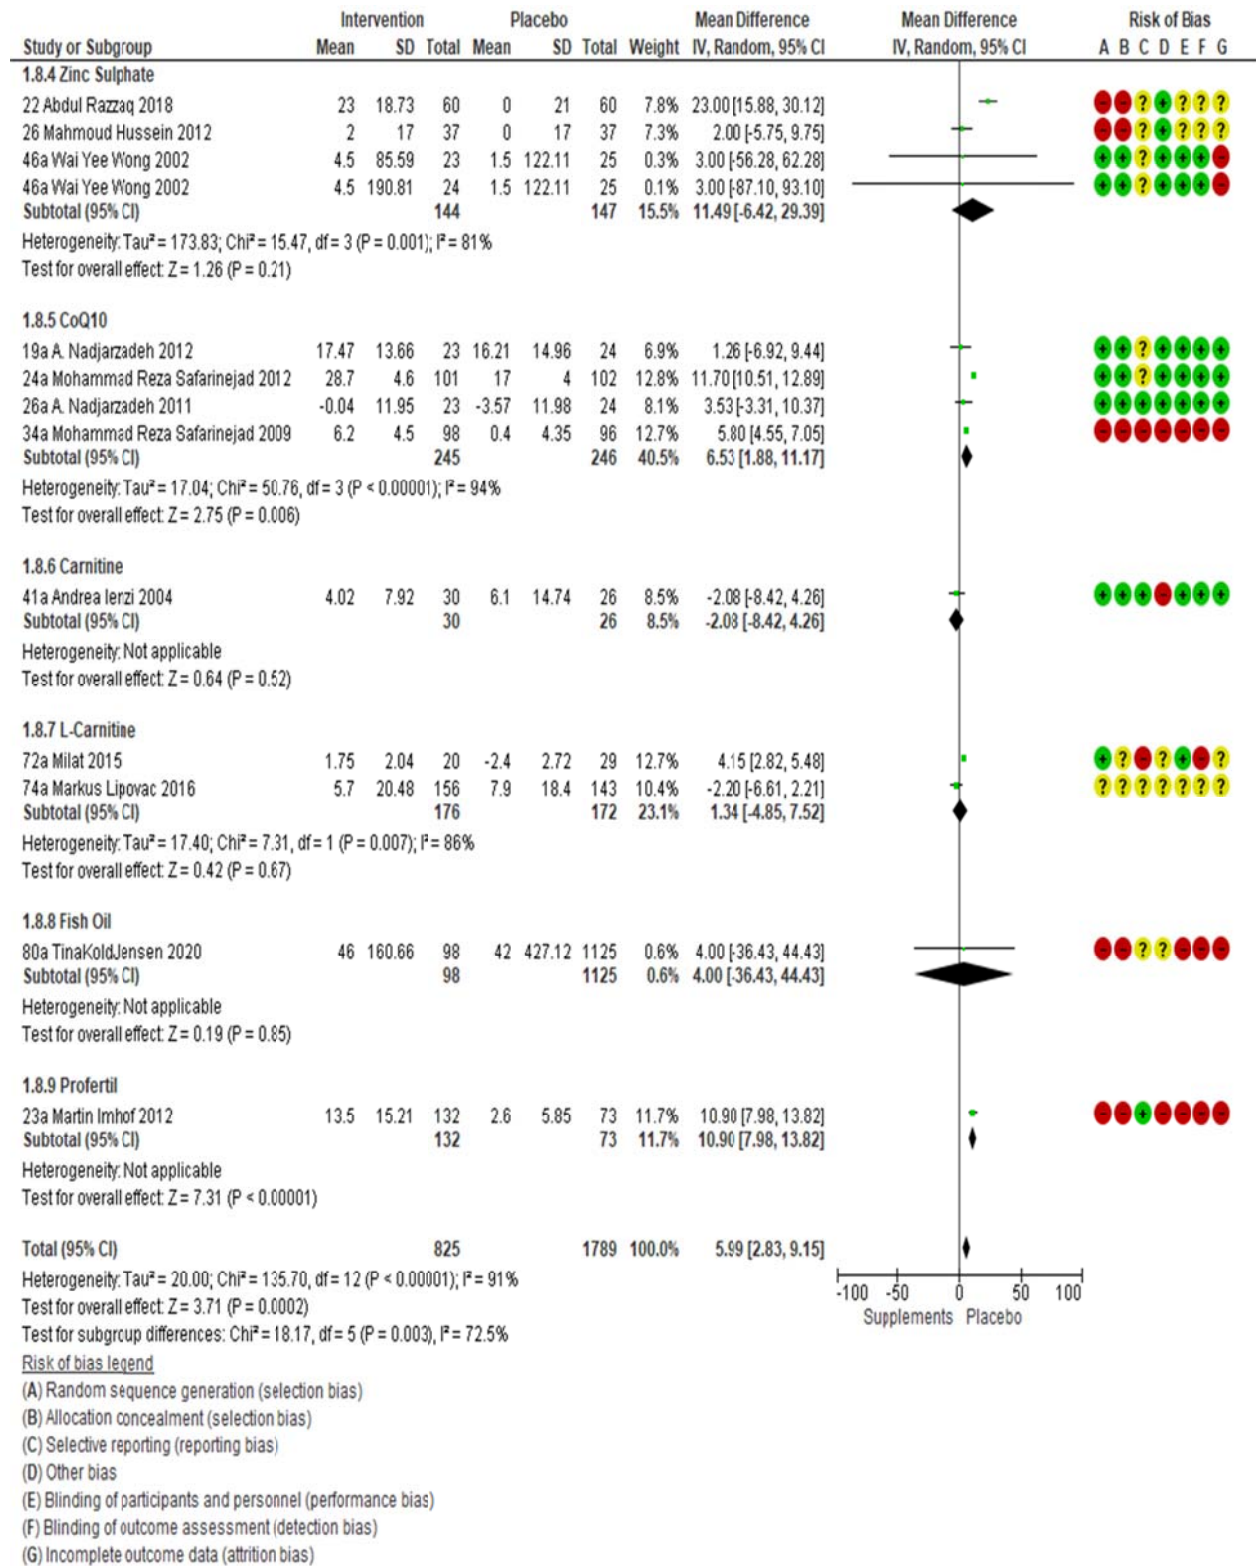 Intervention Placebo Mean Difference Mean Difference Risk of Bias
Study or Subgroup Mean SD Total Mean SD Total Weight IV, Random, 95% CI IV, Random, 95% CI A B C D E F G
1.8.4 Zinc Sulphate
22 Abdul Razzaq 2018 23 18.73 60 0 21 60 7.8% 23.00 [15.88, 30.12] - - ? + ? ? ?
26 Mahmoud Hussein 2012 2 17 37 0 17 37 7.3% 2.00 [-5.75, 9.75] - - ? + ? ? ?
46a Wai Yee Wong 2002 4.5 85.59 23 1.5 122.11 25 0.3% 3.00 [-56.28, 62.28] + + ? + + + -
46a Wai Yee Wong 2002 4.5 190.81 24 1.5 122.11 25 0.1% 3.00 [-87.10, 93.10] + + ? + + + -
Subtotal (95% CI) 144 147 15.5% 11.49 [-6.42, 29.39]
Heterogeneity: Tau² = 173.83; Chi² = 15.47, df = 3 (P = 0.001); I² = 81%
Test for overall effect: Z = 1.26 (P = 0.21)
1.8.5 CoQ10
19a A. Nadjarzadeh 2012 17.47 13.66 23 16.21 14.96 24 6.9% 1.26 [-6.92, 9.44] + + ? + + + +
24a Mohammad Reza Safarinejad 2012 28.7 4.6 101 17 4 102 12.8% 11.70 [10.51, 12.89] + + ? + + + +
26a A. Nadjarzadeh 2011 -0.04 11.95 23 -3.57 11.98 24 8.1% 3.53 [-3.31, 10.37] + + + + + + +
34a Mohammad Reza Safarinejad 2009 6.2 4.5 98 0.4 4.35 96 12.7% 5.80 [4.55, 7.05] - - - - - - -
Subtotal (95% CI) 245 246 40.5% 6.53 [1.88, 11.17]
Heterogeneity: Tau² = 17.04; Chi² = 50.76, df = 3 (P < 0.00001); I² = 94%
Test for overall effect: Z = 2.75 (P = 0.006)
1.8.6 Carnitine
41a Andrea lerzi 2004 4.02 7.92 30 6.1 14.74 26 8.5% -2.08 [-8.42, 4.26] + + + - + + +
Subtotal (95% CI) 30 26 8.5% -2.08 [-8.42, 4.26]
Heterogeneity: Not applicable
Test for overall effect: Z = 0.64 (P = 0.52)
1.8.7 L-Carnitine
72a Milat 2015 1.75 2.04 20 -2.4 2.72 29 12.7% 4.15 [2.82, 5.48] + ? - ? + - ?
74a Markus Lipovac 2016 5.7 20.48 156 7.9 18.4 143 10.4% -2.20 [-6.61, 2.21] ? ? ? ? ? ? ?
Subtotal (95% CI) 176 172 23.1% 1.34 [-4.85, 7.52]
Heterogeneity: Tau² = 17.40; Chi² = 7.31, df = 1 (P = 0.007); I² = 86%
Test for overall effect: Z = 0.42 (P = 0.67)
1.8.8 Fish Oil
80a TinaKoldJensen 2020 46 160.66 98 42 427.12 1125 0.6% 4.00 [-36.43, 44.43] - - ? ? - - -
Subtotal (95% CI) 98 1125 0.6% 4.00 [-36.43, 44.43]
Heterogeneity: Not applicable
Test for overall effect: Z = 0.19 (P = 0.85)
1.8.9 Profertil
23a Martin Imhof 2012 13.5 15.21 132 2.6 5.85 73 11.7% 10.90 [7.98, 13.82] - - + - - - -
Subtotal (95% CI) 132 73 11.7% 10.90 [7.98, 13.82]
Heterogeneity: Not applicable
Test for overall effect: Z = 7.31 (P < 0.00001)
Total (95% CI) 825 1789 100.0% 5.99 [2.83, 9.15]
Heterogeneity: Tau² = 20.00; Chi² = 135.70, df = 12 (P < 0.00001); I² = 91%
Test for overall effect: Z = 3.71 (P = 0.0002)
Test for subgroup differences: Chi² = 18.17, df = 5 (P = 0.003), I² = 72.5%
-100 -50 0 50 100
Supplements Placebo
Risk of bias legend
(A) Random sequence generation (selection bias)
(B) Allocation concealment (selection bias)
(C) Selective reporting (reporting bias)
(D) Other bias
(E) Blinding of participants and personnel (performance bias)
(F) Blinding of outcome assessment (detection bias)
(G) Incomplete outcome data (attrition bias)